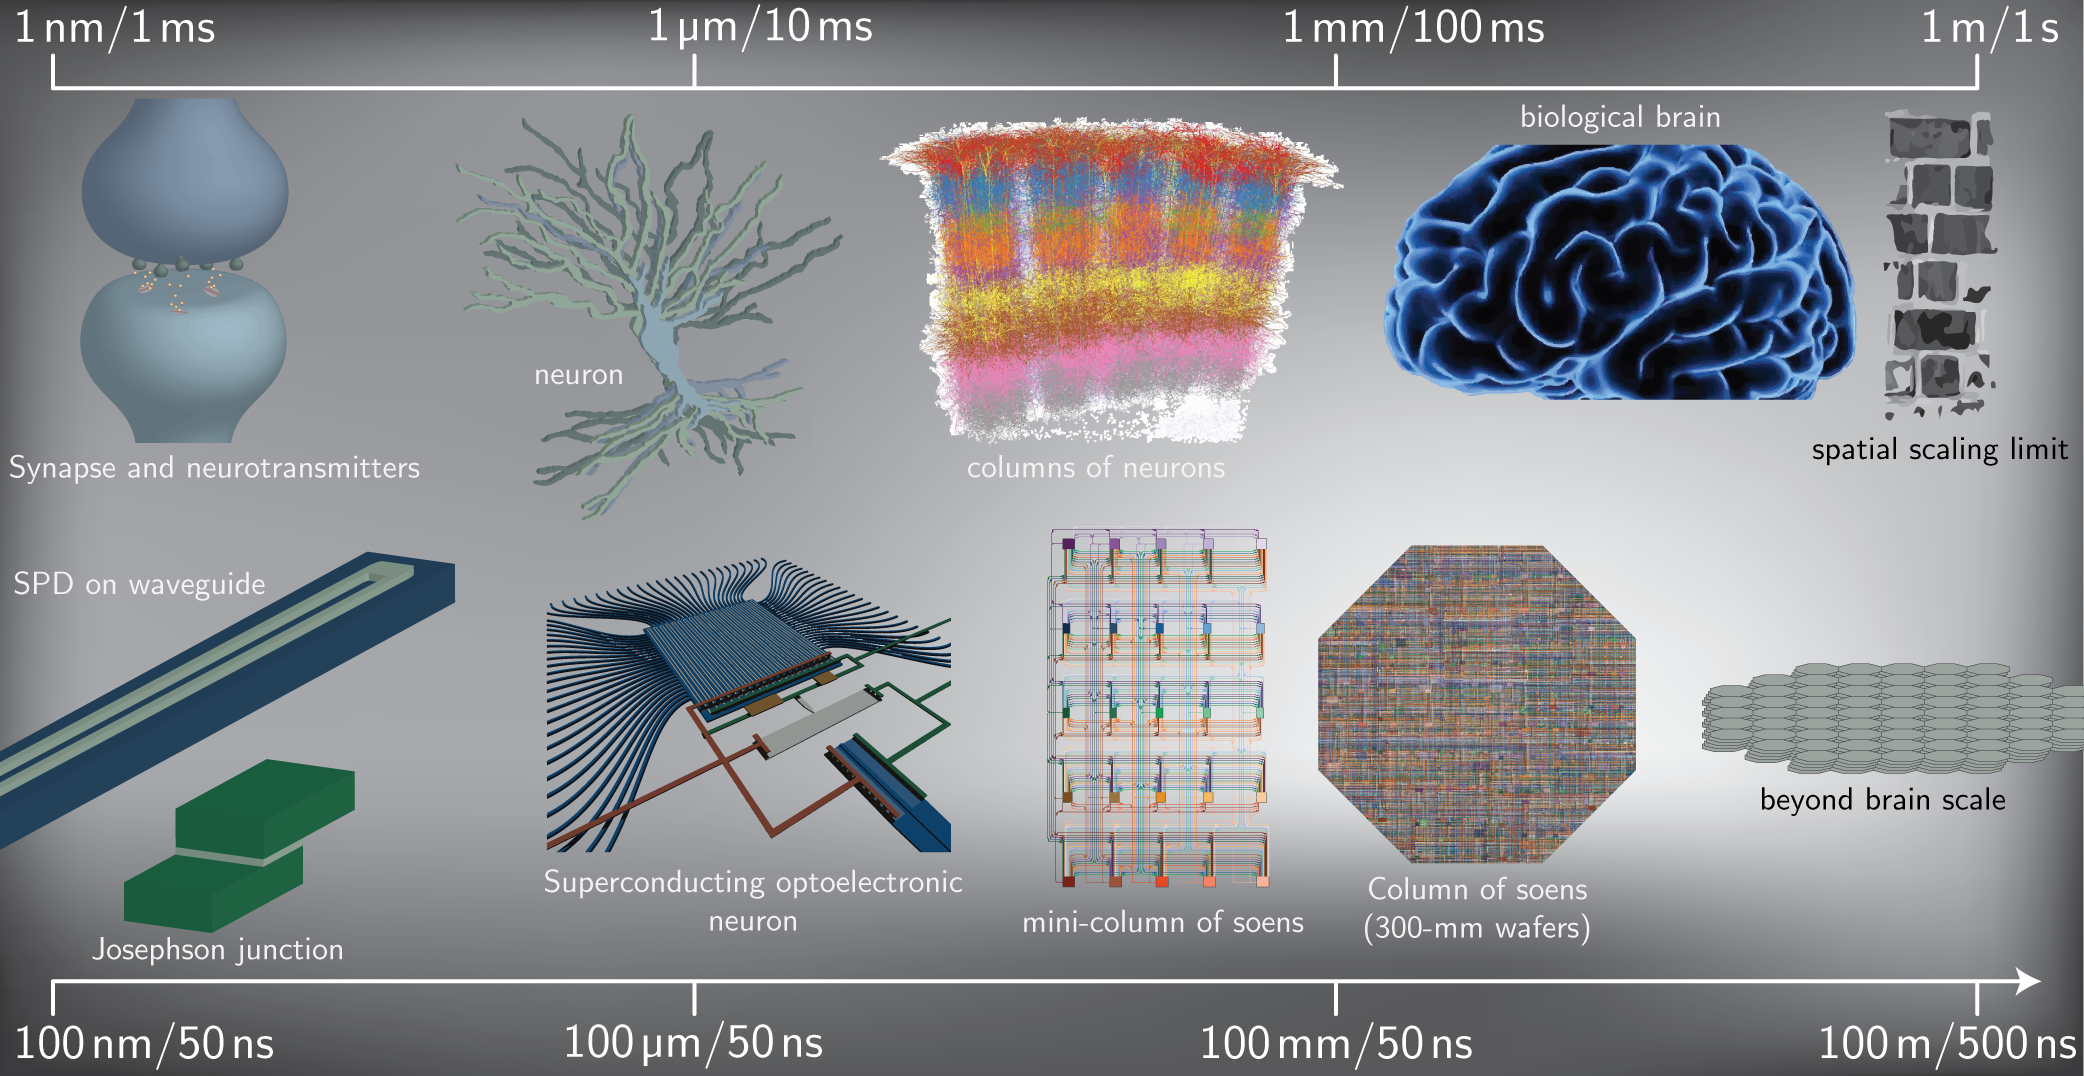 1 nm/1 ms
1 µm/10 ms
1 mm/100 ms
1 m/1 s
biological brain
neuron
spatial scaling limit
Synapse and neurotransmitters
columns of neurons
SPD on waveguide
beyond brain scale
Superconducting optoelectronic
neuron
Column of soens
(300-mm wafers)
mini-column of soens
Josephson junction
100 nm/50 ns
100 µm/50 ns
100 mm/50 ns
100 m/500 ns